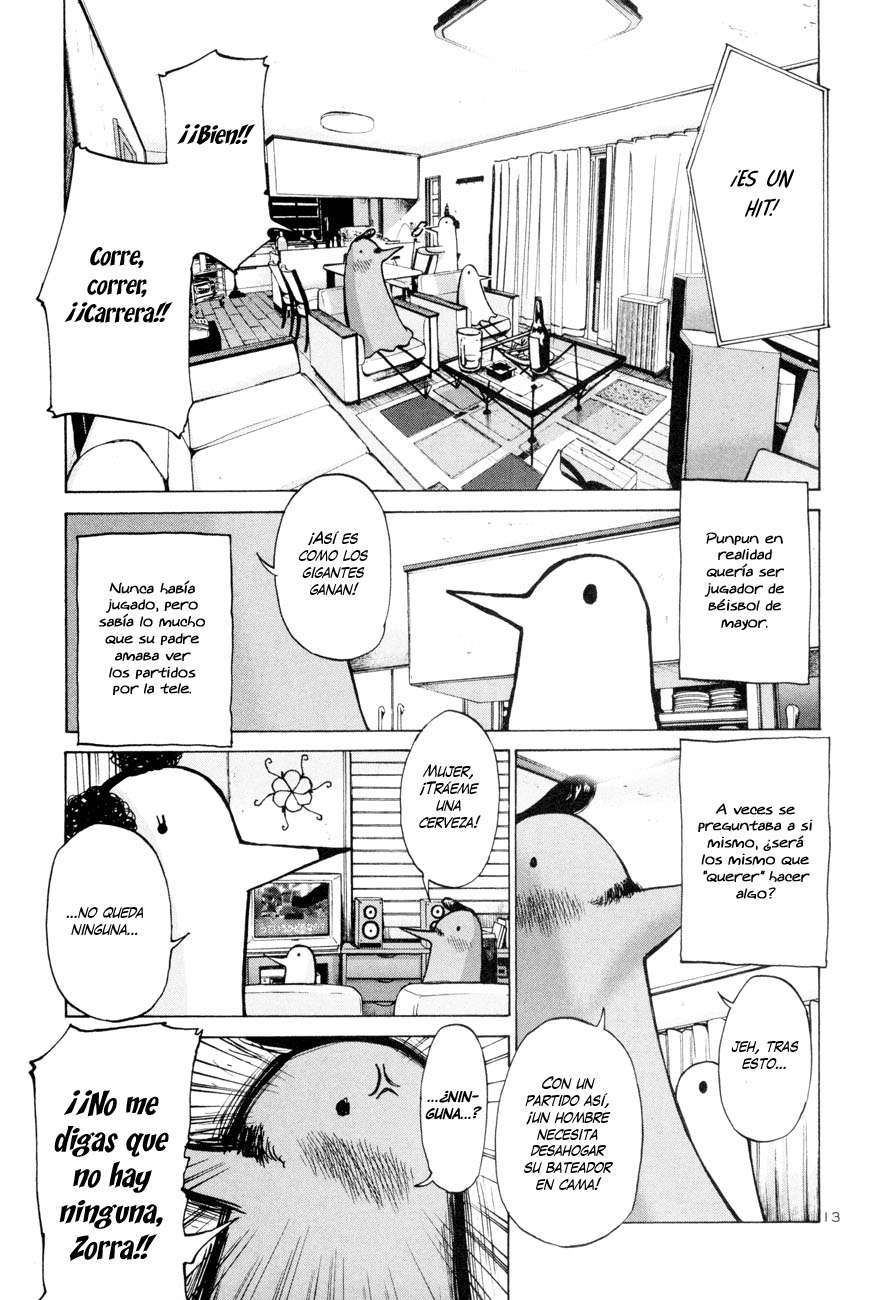 ¡ES UN
HIT!
¡¡Bien!!
Corre,
correr,
¡¡Carrera!!
Punpun en
realidad
quería ser
jugador de
béisbol de
mayor.
¡ASÍ ES
COMO LOS
GIGANTES
GANAN!
Nunca había
jugado, pero
sabía lo mucho
que su padre
amaba ver
los partidos
por la tele.
A veces se
preguntaba a si
mismo, ¿será
los mismo que
"querer" hacer
algo?
JEH, TRAS
ESTO...
CON UN
PARTIDO ASÍ,
¡UN HOMBRE
NECESITA
DESAHOGAR
SU BATEADOR
EN CAMA!
MUJER,
¡TRÁEME
UNA
CERVEZA!
...NO QUEDA
NINGUNA...
...¿NIN-
GUNA...?
¡¡No me
digas que
no hay
ninguna,
Zorra!!
13